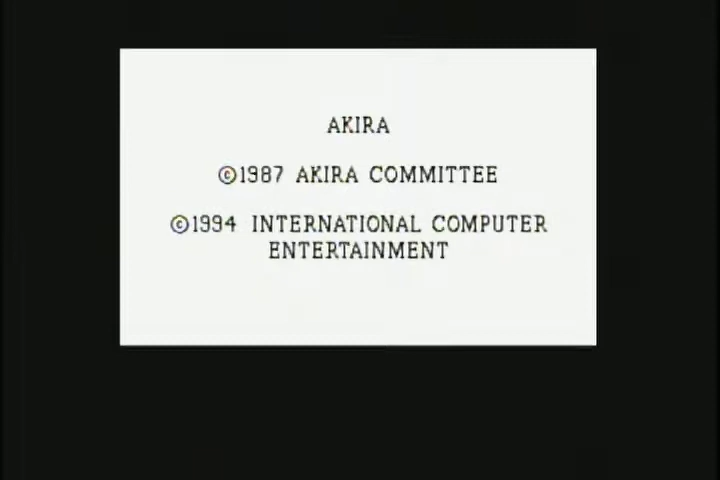 AKIRA
©1987 AKIRA COMMITTEE
©1994 INTERNATIONAL COMPUTER
ENTERTAINMENT